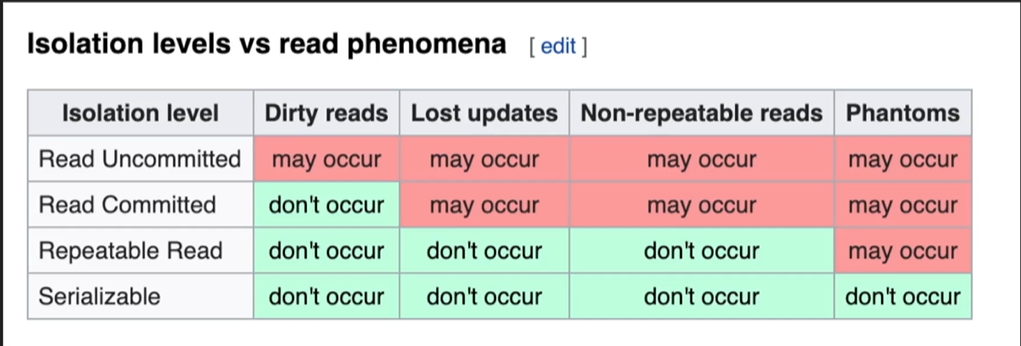 Isolation levels vs read phenomena [ edit ]
Isolation level Dirty reads Lost updates Non-repeatable reads Phantoms
Read Uncommitted may occur may occur may occur may occur
Read Committed don't occur may occur may occur may occur
Repeatable Read don't occur don't occur don't occur may occur
Serializable don't occur don't occur don't occur don't occur